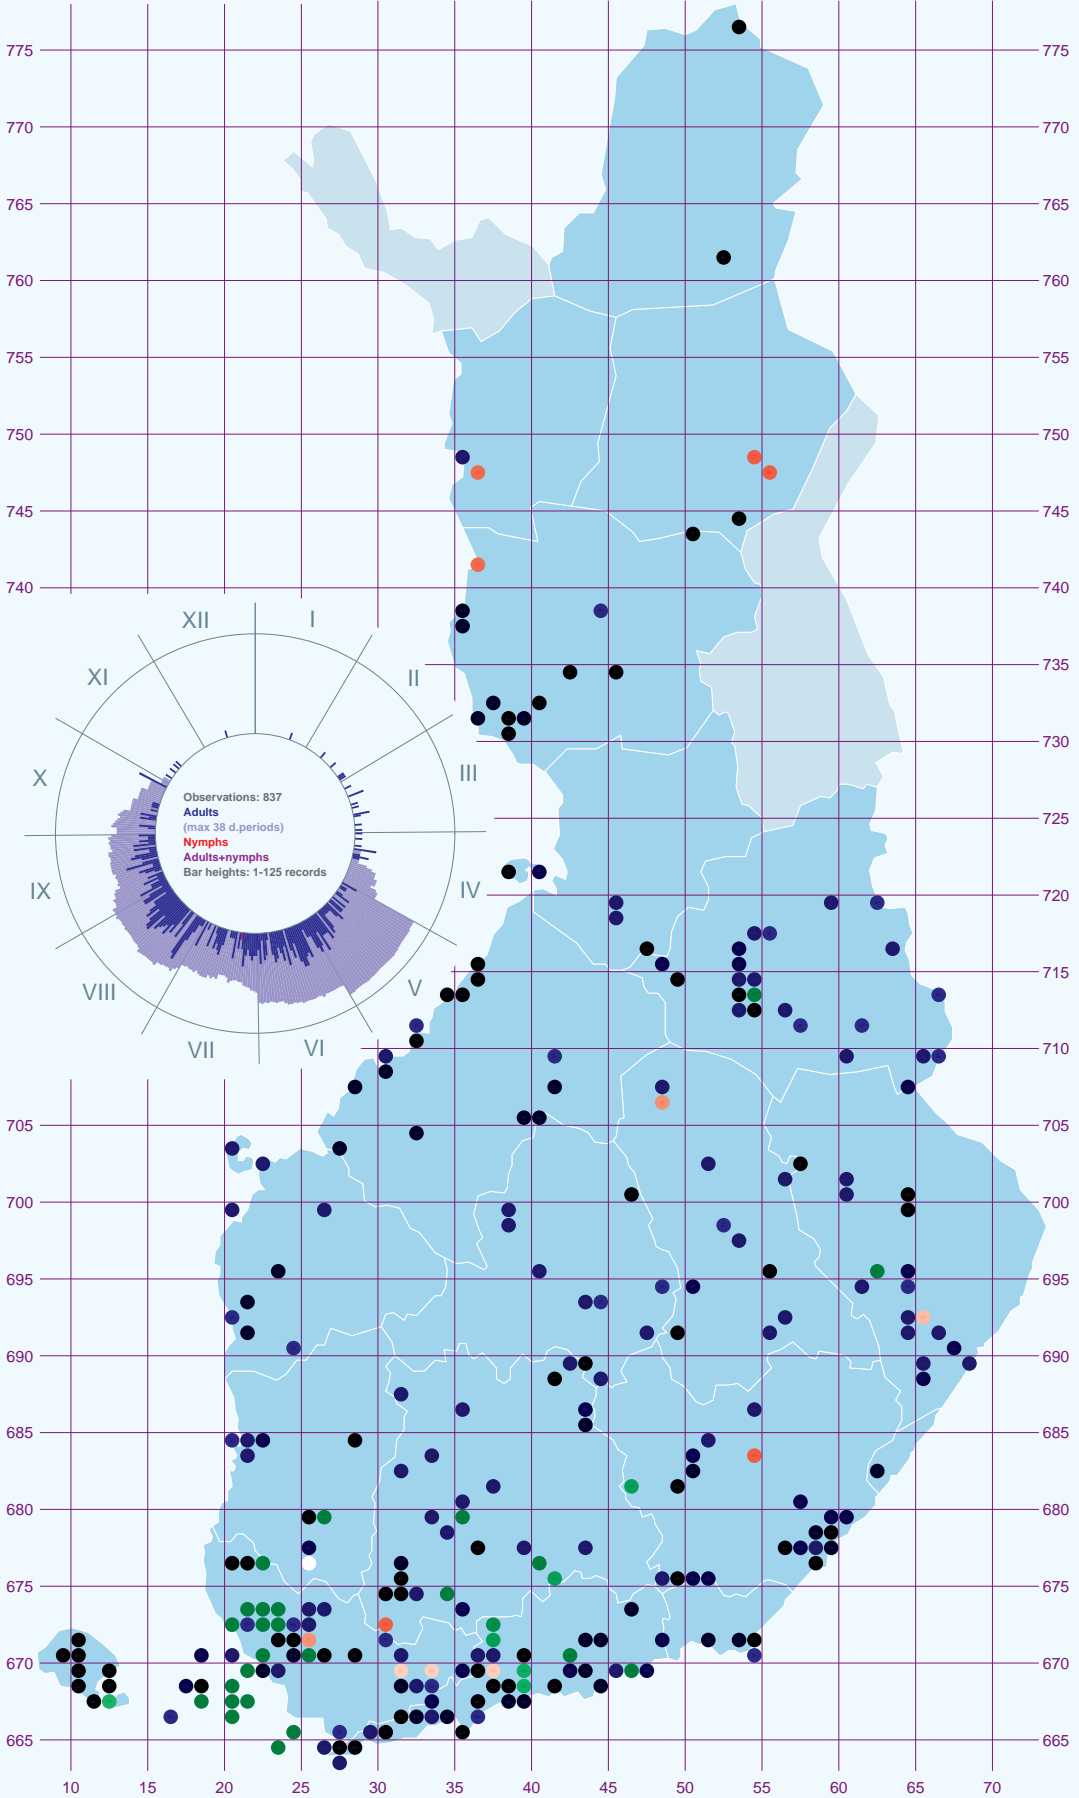 775 775
770 770
765 765
760 760
755 755
750 750
745 745
740 740
XII I
735 735
XI II
730 730
X III
Observations: 837
Adults
725
(max 38 d.periods)
Nymphs
Adults+nymphs
Bar heights: 1-125 records
IX IV
720
715
VIII V
VII VI
710
705 705
700 700
695 695
690 690
685 685
680 680
675 675
670 670
665 665
10 15 20 25 30 35 40 45 50 55 60 65 70